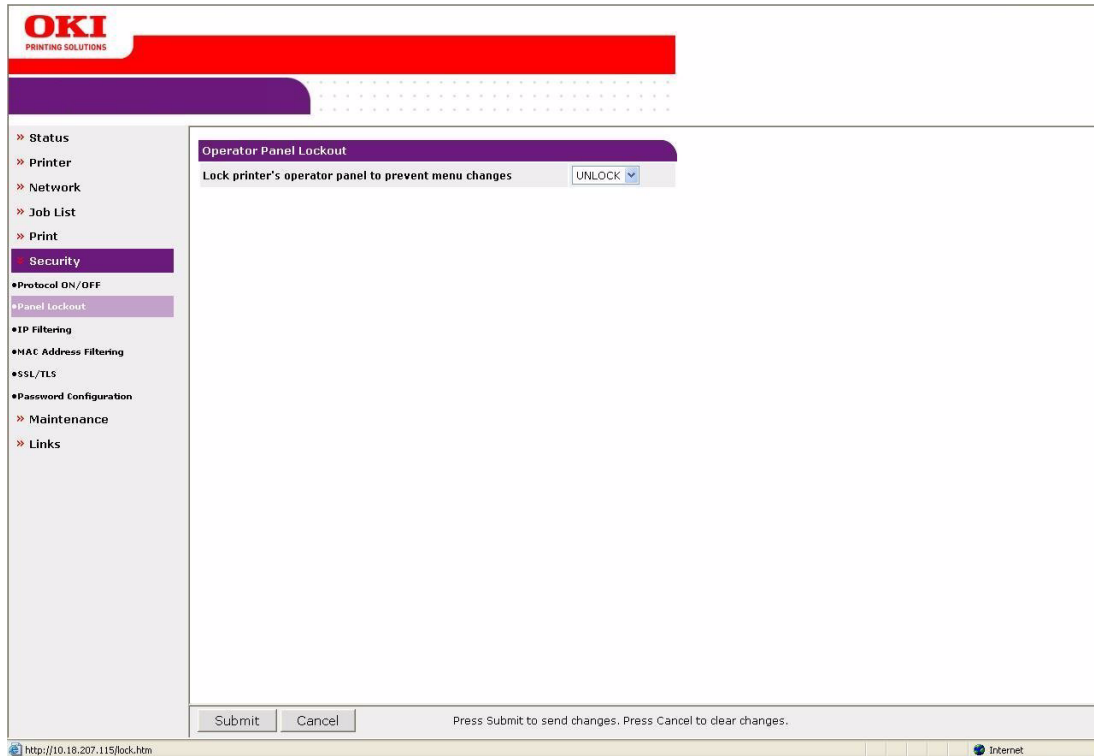 OKI
PRINTING SOLUTIONS
» Status
» Printer
» Network
» Job List
» Print
» Security
•Protocol ON/OFF
•Panel Lockout
•IP Filtering
•MAC Address Filtering
•SSL/TLS
•Password Configuration
» Maintenance
» Links
Operator Panel Lockout
Lock printer's operator panel to prevent menu changes UNLOCK
Submit Cancel Press Submit to send changes. Press Cancel to clear changes.
http://10.18.207.115/lock.htm Internet